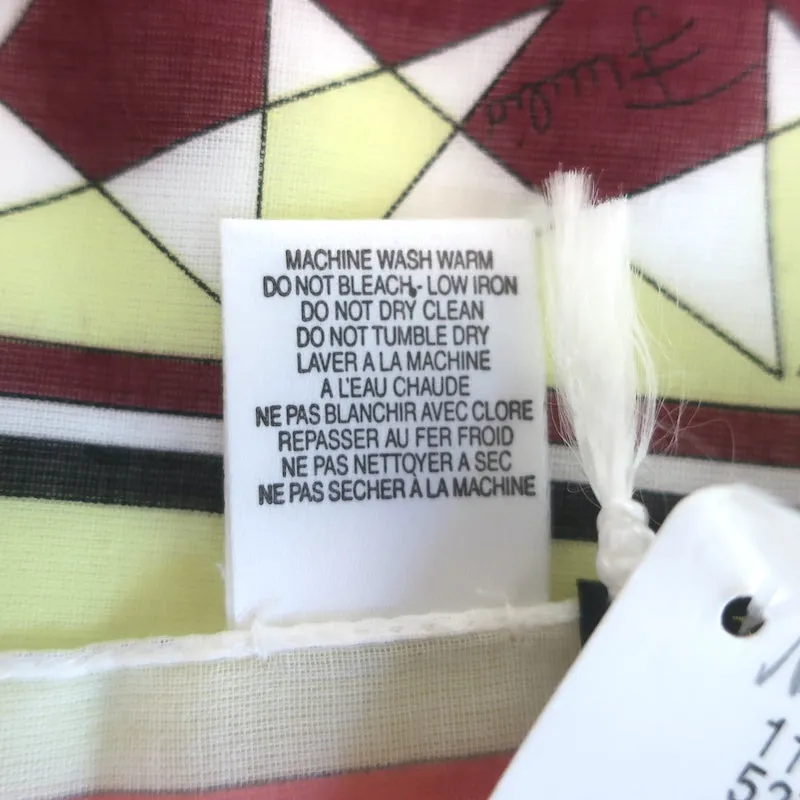 Emilio
MACHINE WASH WARM
DO NOT BLEACH - LOW IRON
DO NOT DRY CLEAN
DO NOT TUMBLE DRY
LAVER A LA MACHINE
A L'EAU CHAUDE
NE PAS BLANCHIR AVEC CLORE
REPASSER AU FER FROID
NE PAS NETTOYER A SEC
NE PAS SECHER À LA MACHINE